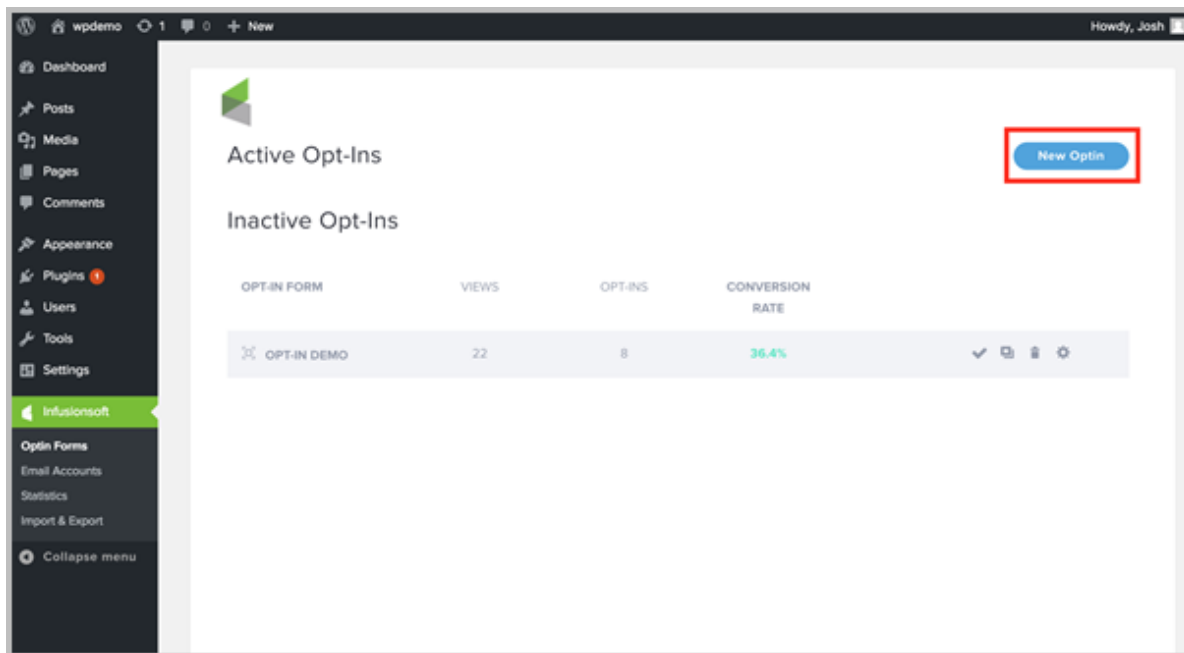 wpdemo 1 0 + New Howdy, Josh
Dashboard
Posts
Media
Pages
Comments
Appearance
Plugins 1
Users
Tools
Settings
Infusionsoft
Optin Forms
Email Accounts
Statistics
Import & Export
Collapse menu
Active Opt-Ins
New Optin
Inactive Opt-Ins
OPT-IN FORM VIEWS OPT-INS CONVERSION
RATE
OPT-IN DEMO 22 8 36.4%